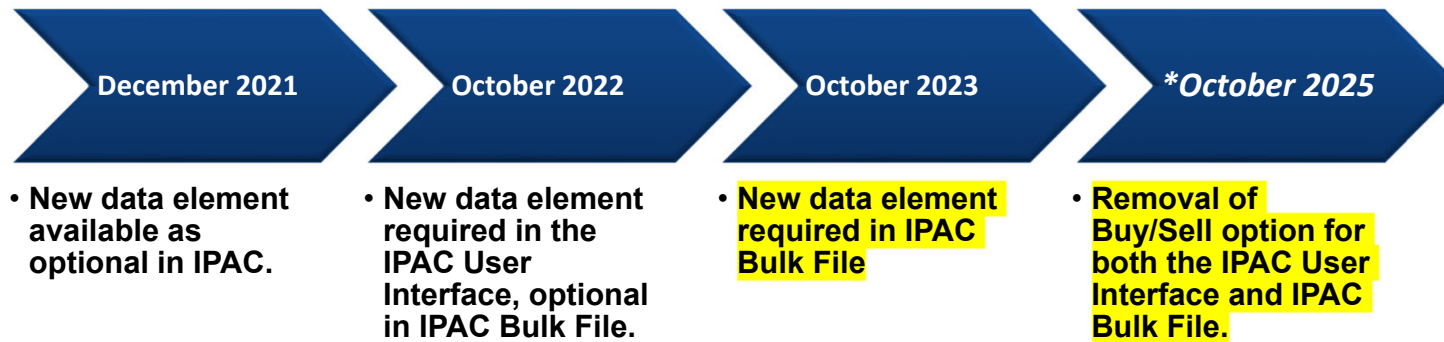 December 2021
• New data element
available as
optional in IPAC.
October 2022
• New data element
required in the
IPAC User
Interface, optional
in IPAC Bulk File.
October 2023
• New data element
required in IPAC
Bulk File
*October 2025
• Removal of
Buy/Sell option for
both the IPAC User
Interface and IPAC
Bulk File.